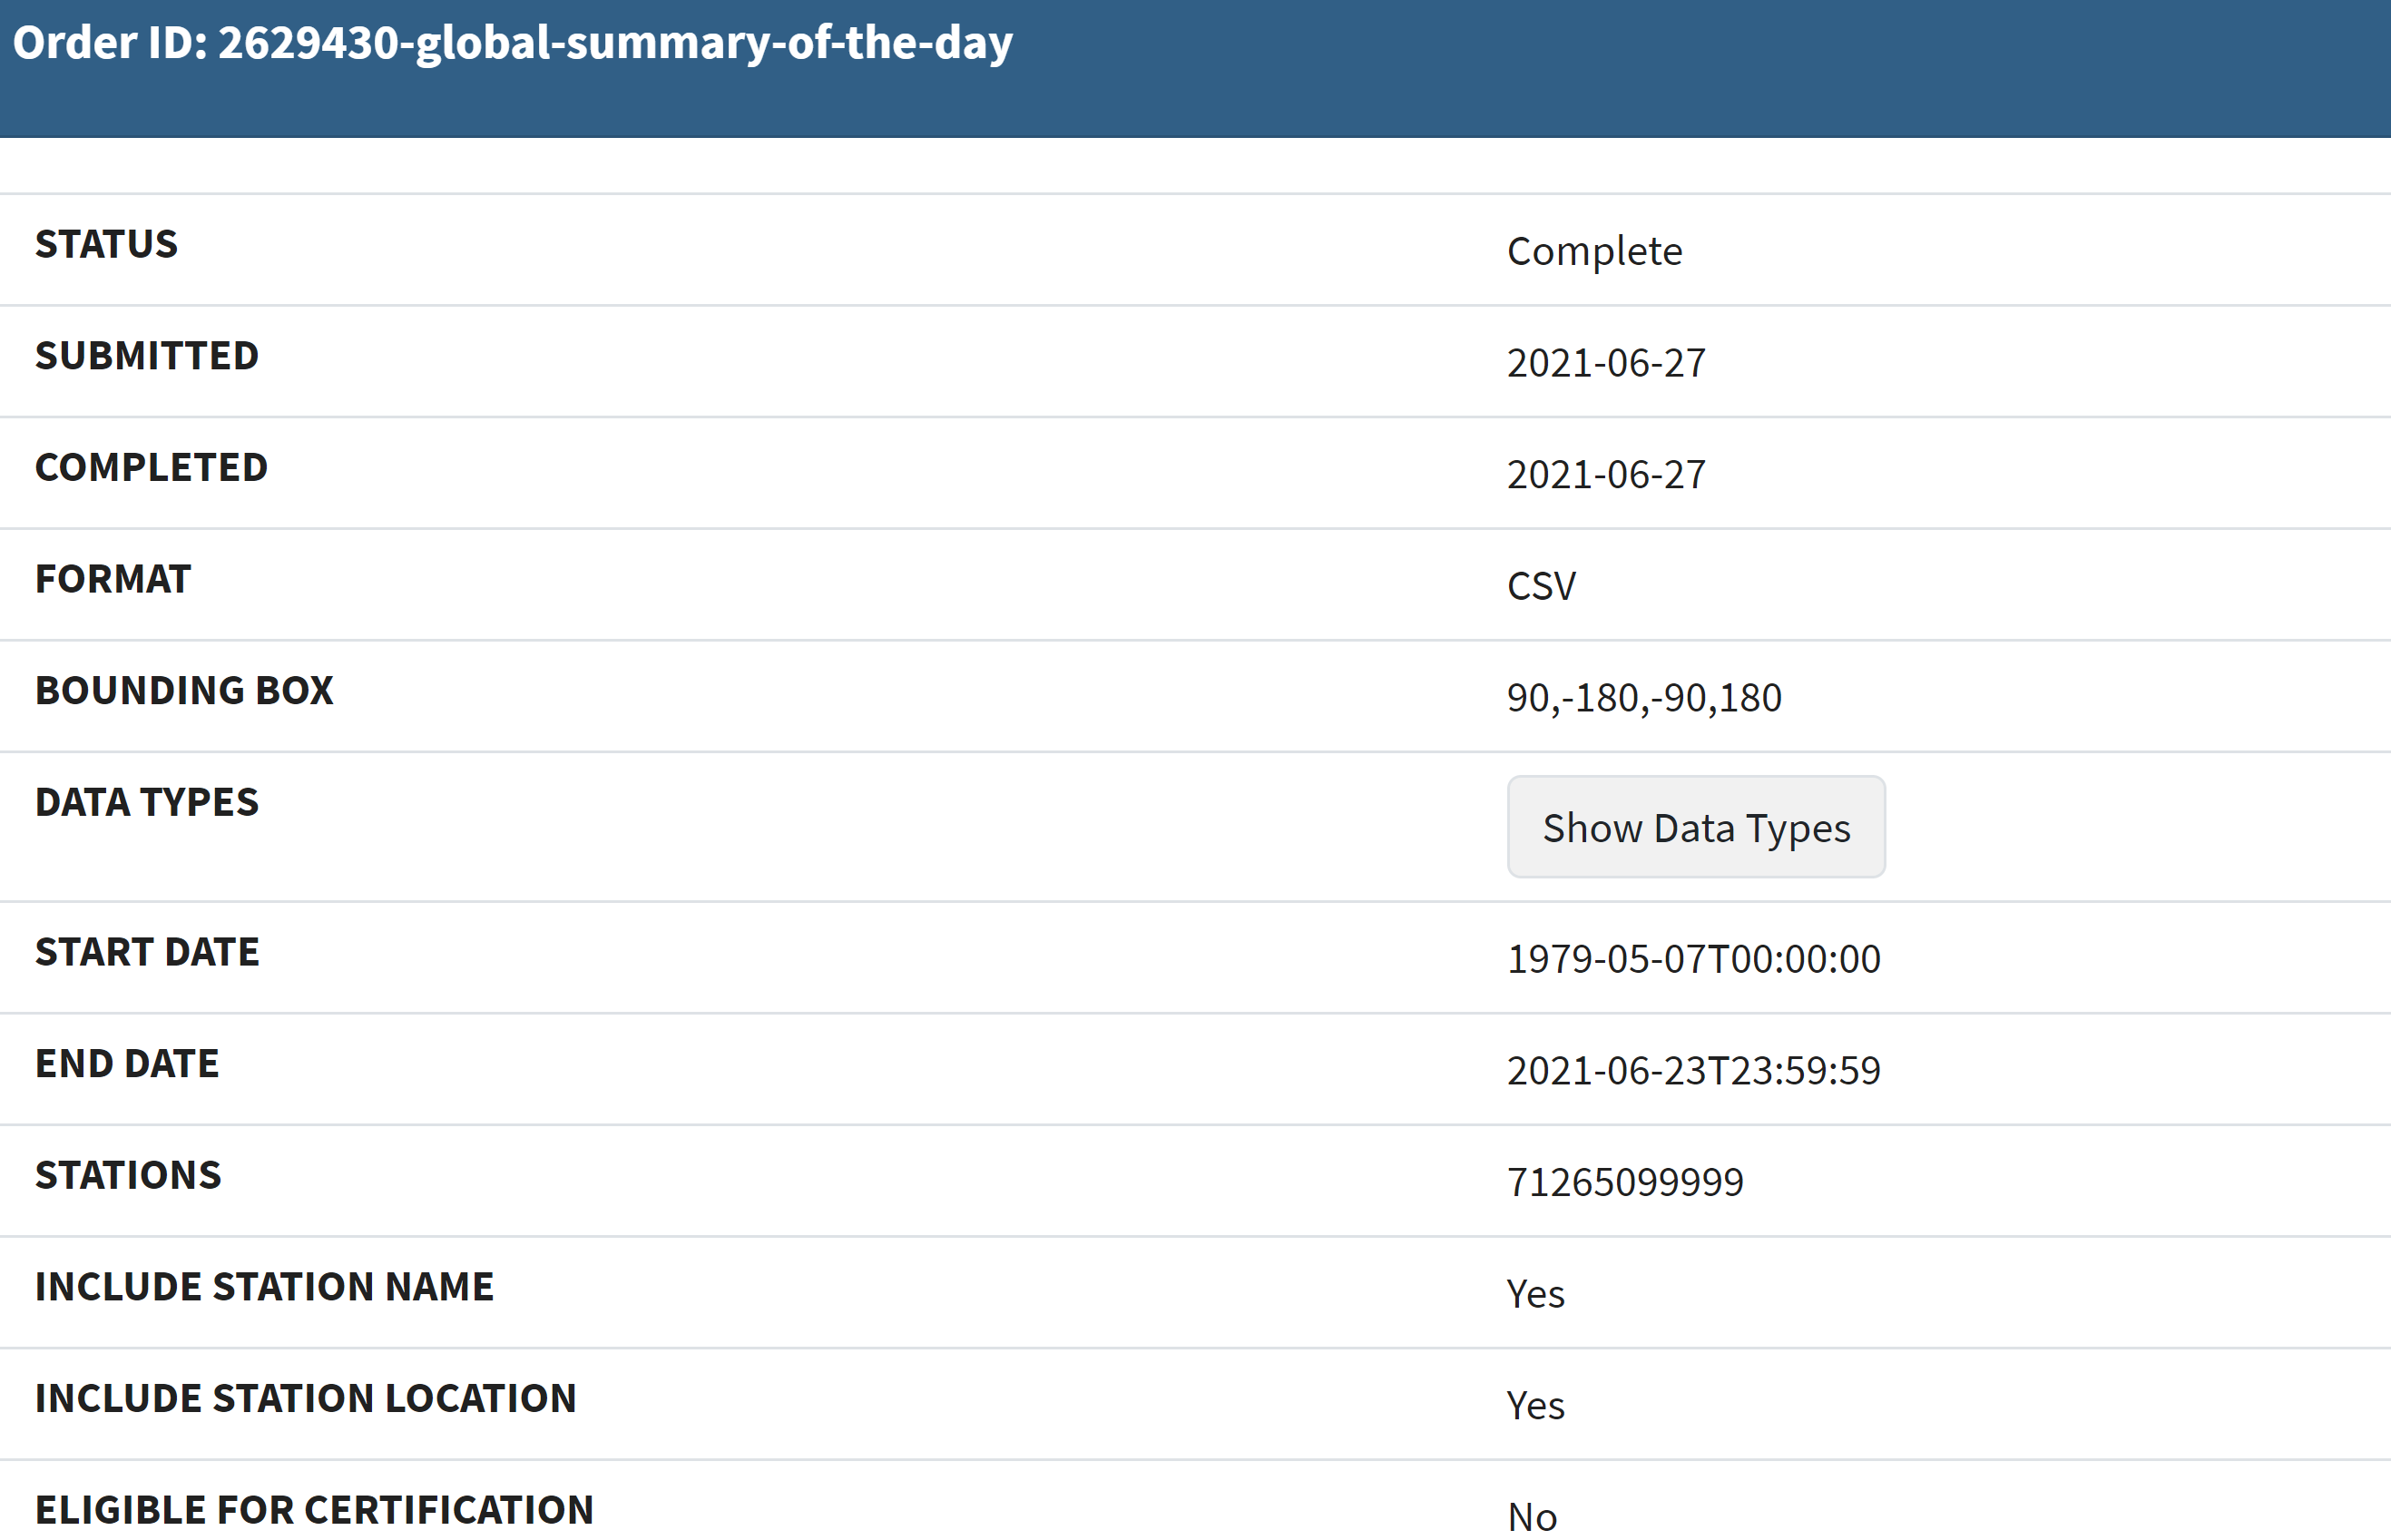 Order ID: 2629430-global-summary-of-the-day
STATUS Complete
SUBMITTED 2021-06-27
COMPLETED 2021-06-27
FORMAT CSV
BOUNDING BOX 90,-180,-90,180
DATA TYPES Show Data Types
START DATE 1979-05-07T00:00:00
END DATE 2021-06-23T23:59:59
STATIONS 71265099999
INCLUDE STATION NAME Yes
INCLUDE STATION LOCATION Yes
ELIGIBLE FOR CERTIFICATION No